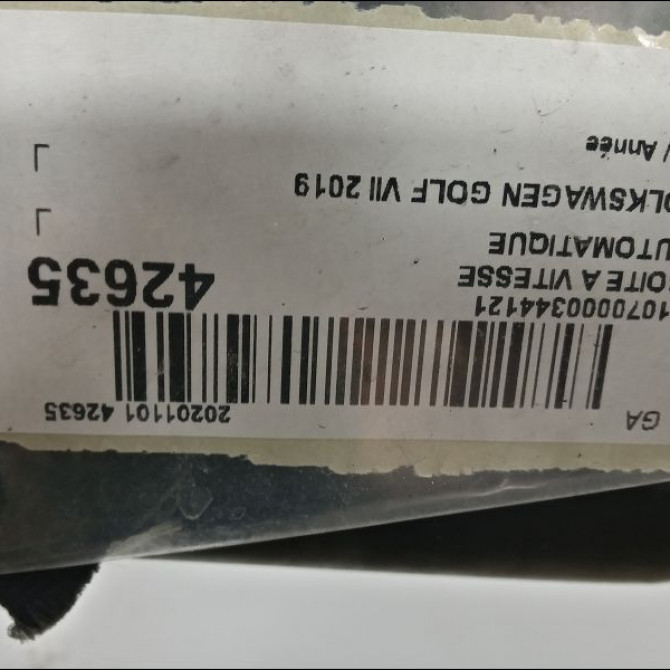 GA 20201101 42635
1070000344121
OITE A VITESSE 42635
UTOMATIQUE
OLKSWAGEN GOLF VII 2019
/ Année